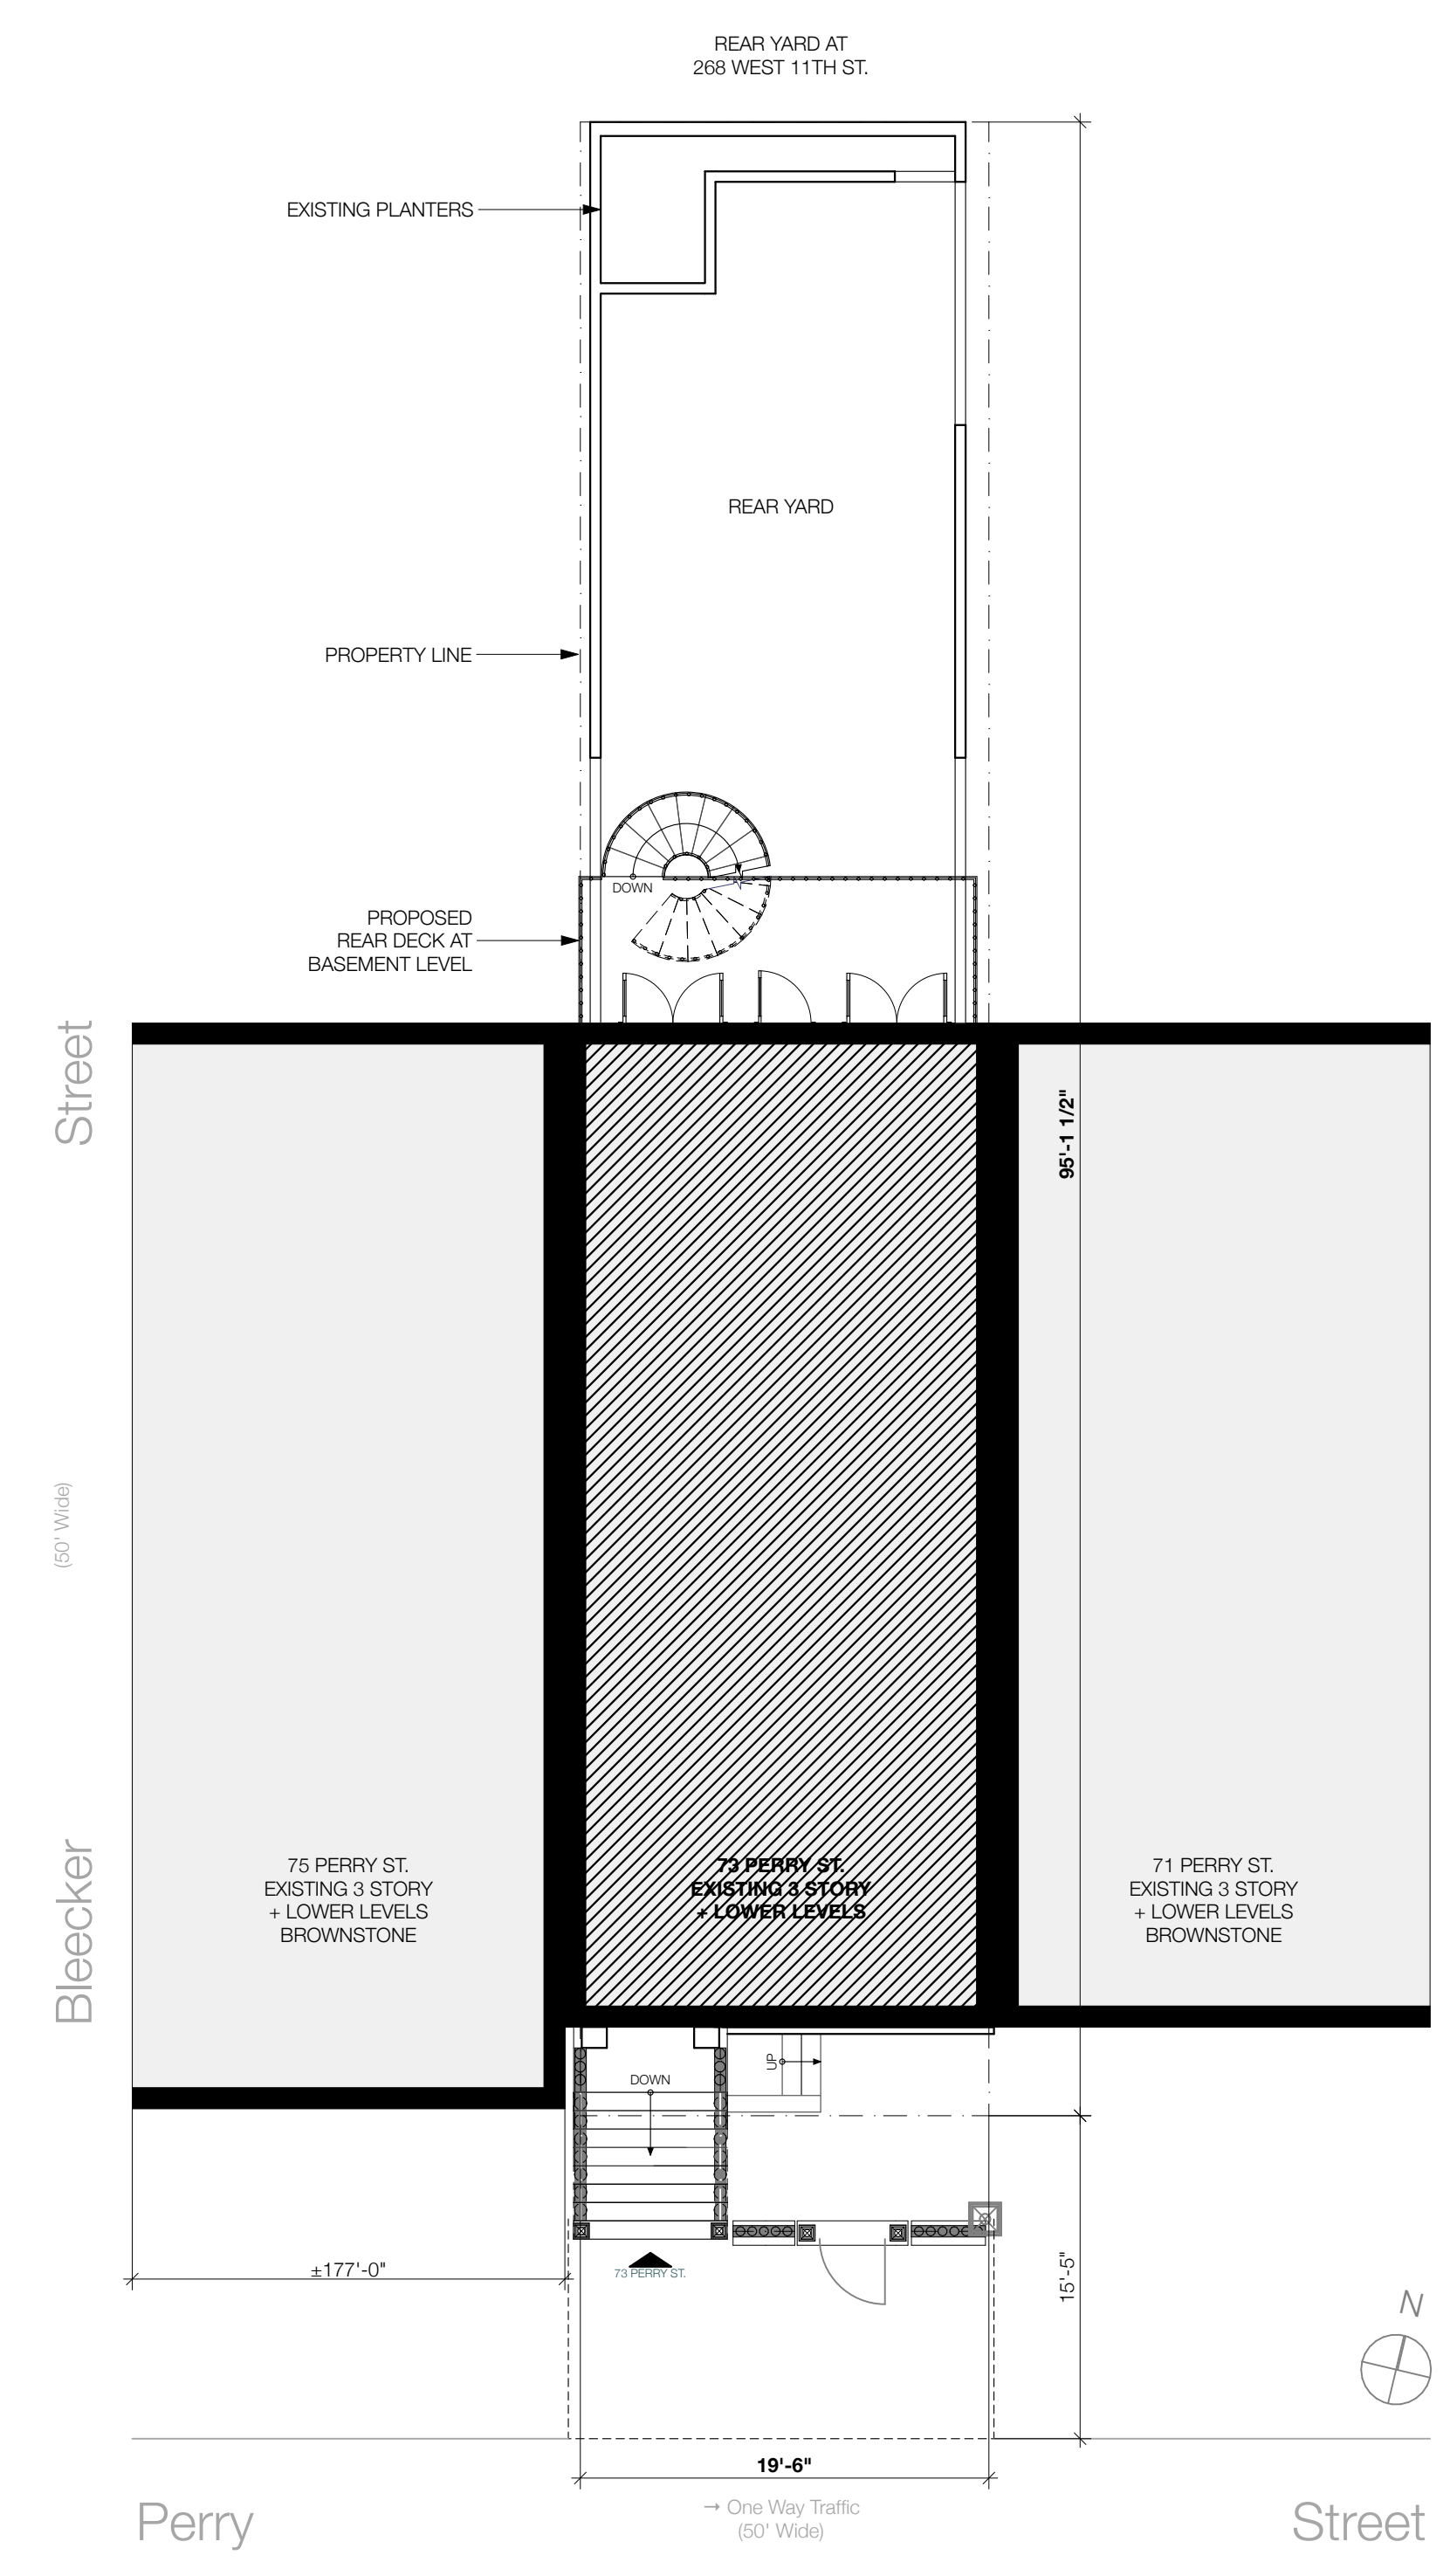 REAR YARD AT
268 WEST 11TH ST.
EXISTING PLANTERS
REAR YARD
PROPERTY LINE
DOWN
PROPOSED
REAR DECK AT
BASEMENT LEVEL
Street
95'-1 1/2"
(50' Wide)
Bleecker
75 PERRY ST.
EXISTING 3 STORY
+ LOWER LEVELS
BROWNSTONE
73 PERRY ST.
EXISTING 3 STORY
+ LOWER LEVELS
71 PERRY ST.
EXISTING 3 STORY
+ LOWER LEVELS
BROWNSTONE
UP
DOWN
±177'-0"
73 PERRY ST.
15'-5"
N
19'-6"
→ One Way Traffic
(50' Wide)
Perry
Street